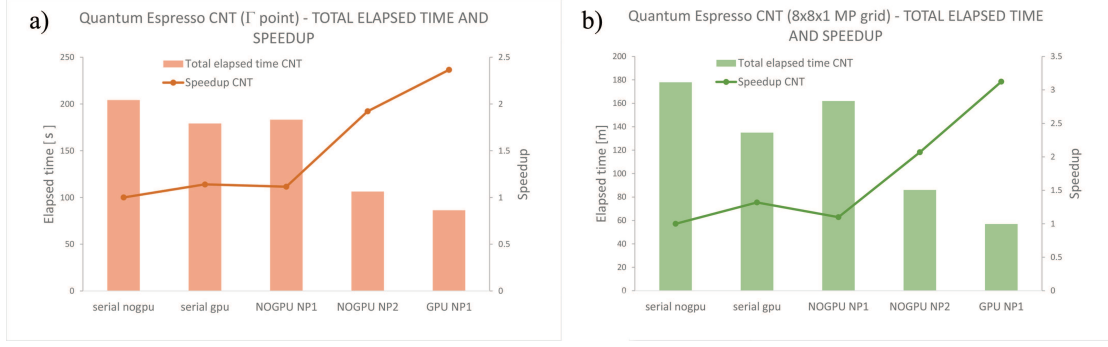 a)
Quantum Espresso CNT (Γ point) - TOTAL ELAPSED TIME AND
SPEEDUP
250
200
150
100
50
0
Elapsed time [ s ]
Total elapsed time CNT
Speedup CNT
2.5
2
1.5
1
0.5
0
Speedup
serial nogpu serial gpu NOGPU NP1 NOGPU NP2 GPU NP1
b)
Quantum Espresso CNT (8x8x1 MP grid) - TOTAL ELAPSED TIME
AND SPEEDUP
200
180
160
140
120
100
80
60
40
20
0
Elapsed time [m]
Total elapsed time CNT
Speedup CNT
3.5
3
2.5
2
1.5
1
0.5
0
Speedup
serial nogpu serial gpu NOGPU NP1 NOGPU NP2 GPU NP1